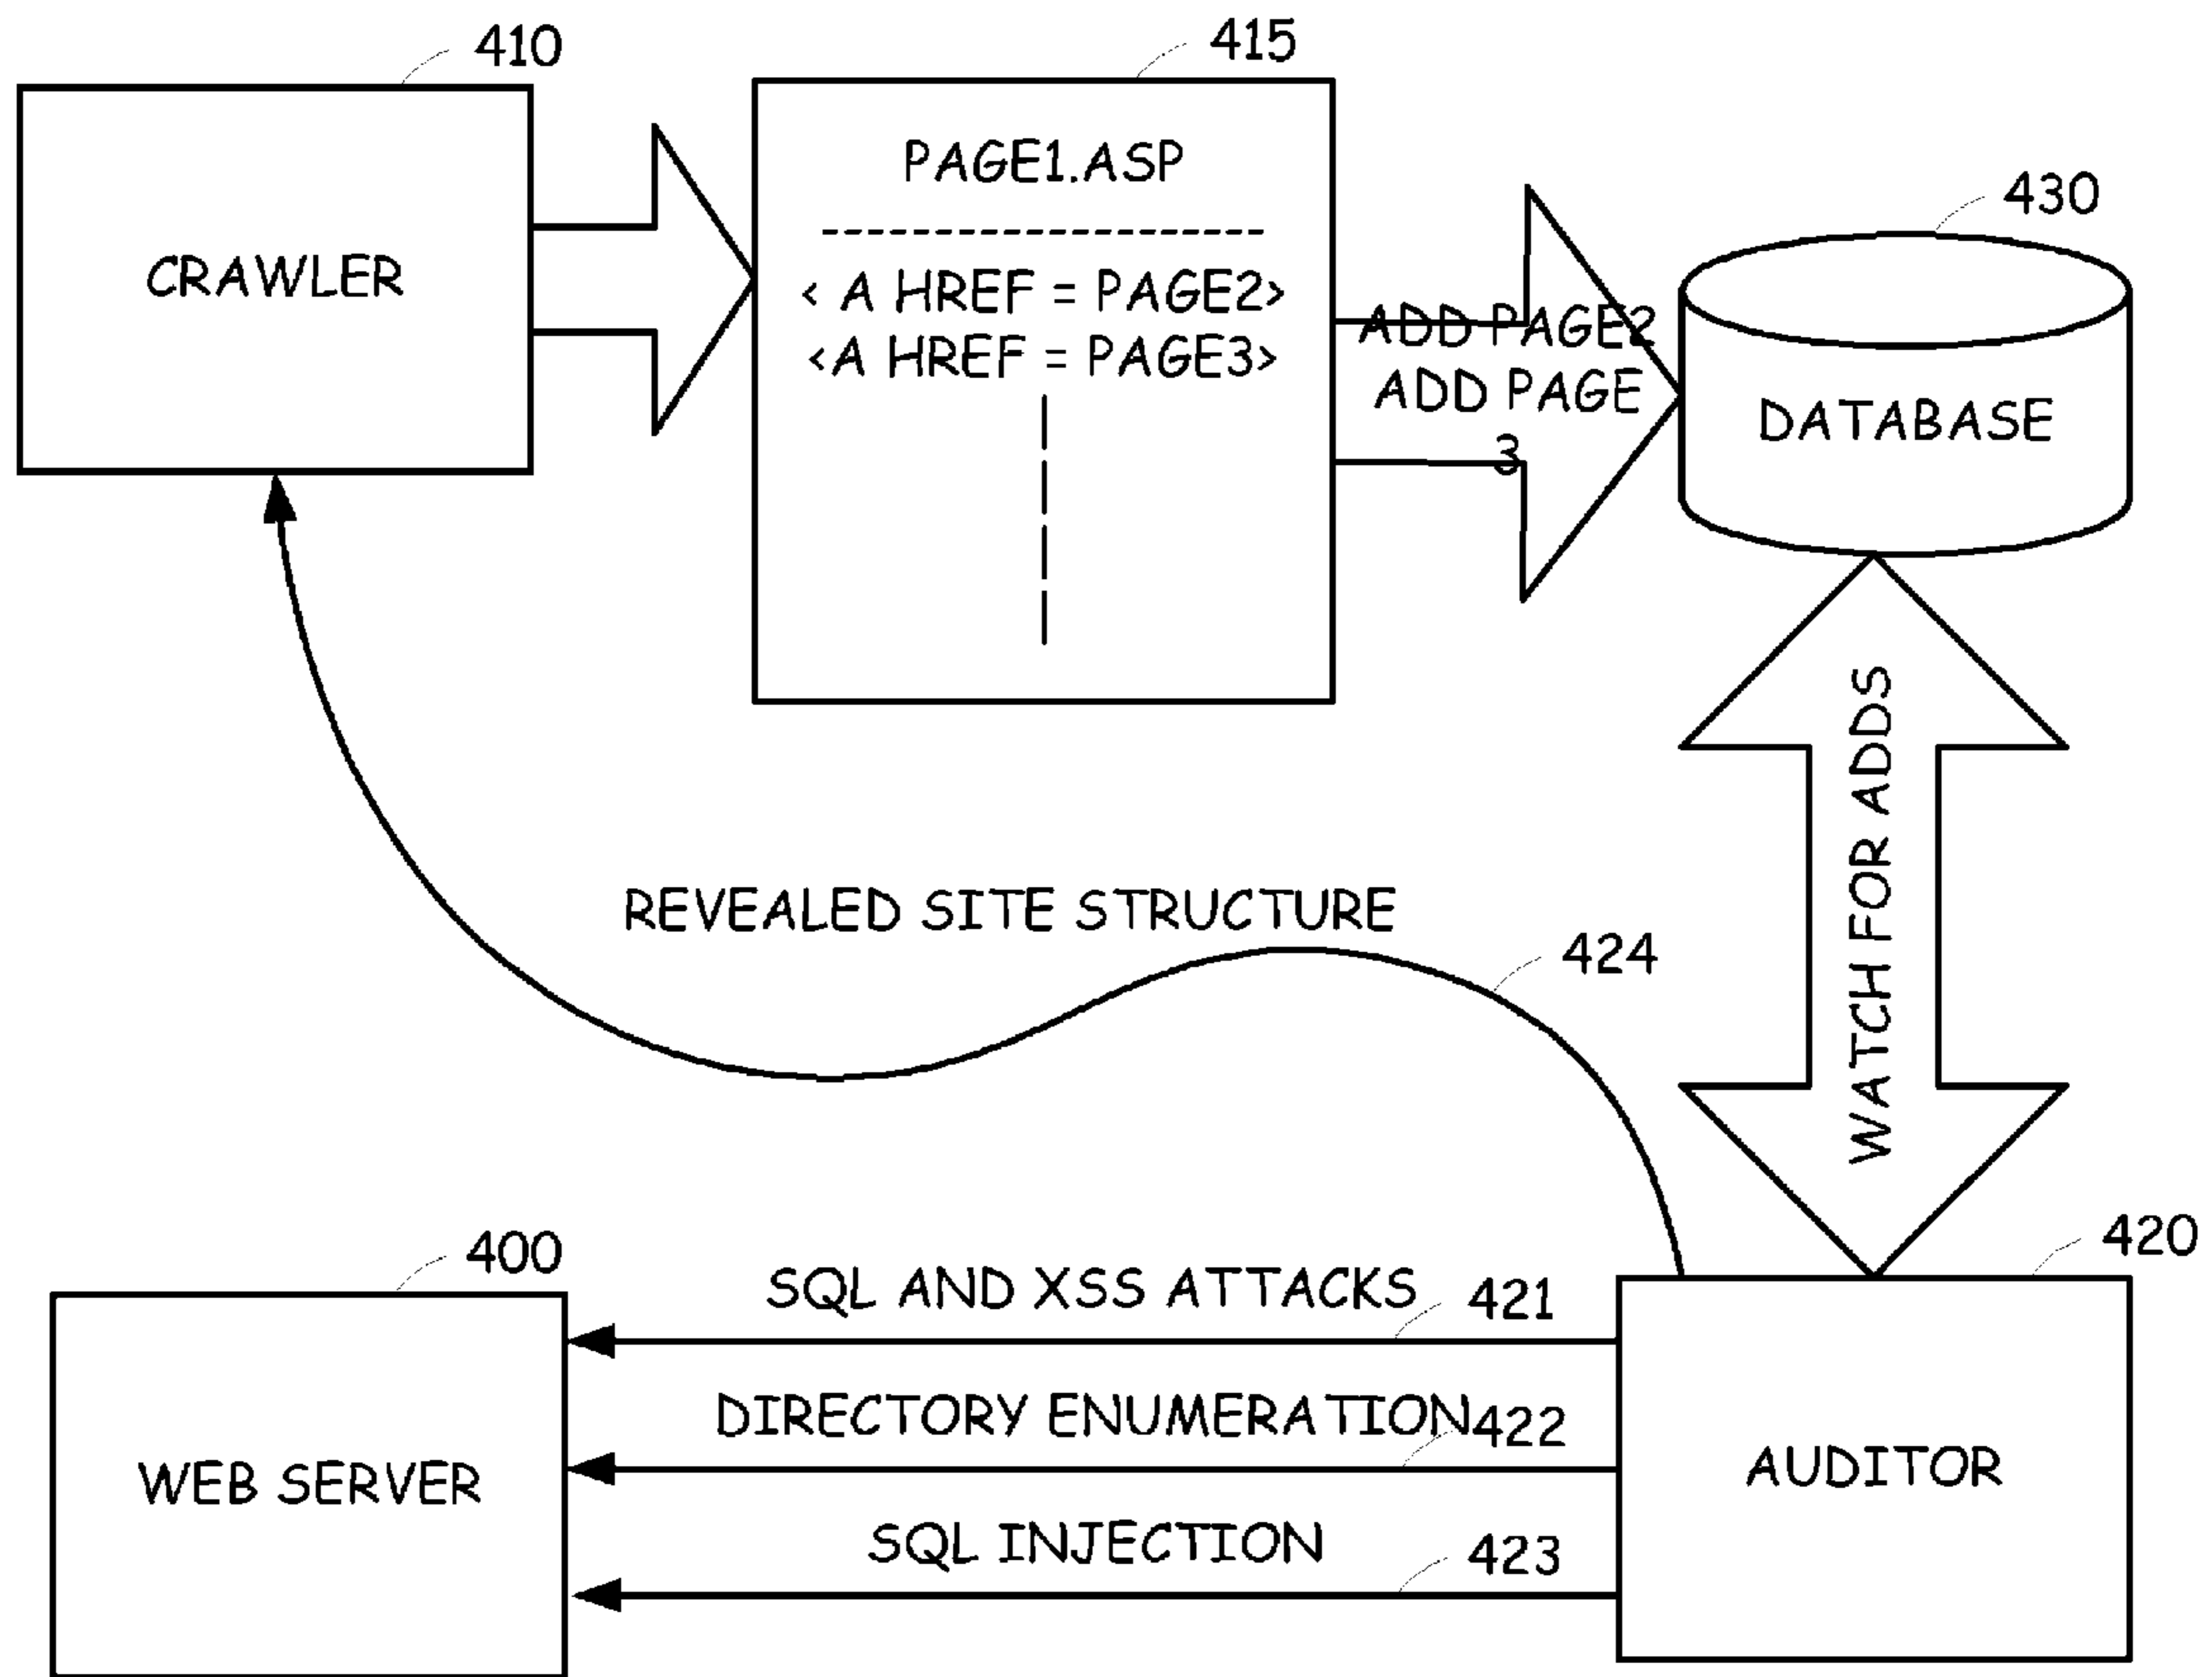 410
415
CRAWLER
PAGE1.ASP
< A HREF = PAGE2>
<A HREF = PAGE3>
ADD PAGE2
ADD PAGE
3
430
DATABASE
WATCH FOR ADDS
REVEALED SITE STRUCTURE
424
400
WEB SERVER
SQL AND XSS ATTACKS
421
DIRECTORY ENUMERATION
422
SQL INJECTION
423
420
AUDITOR